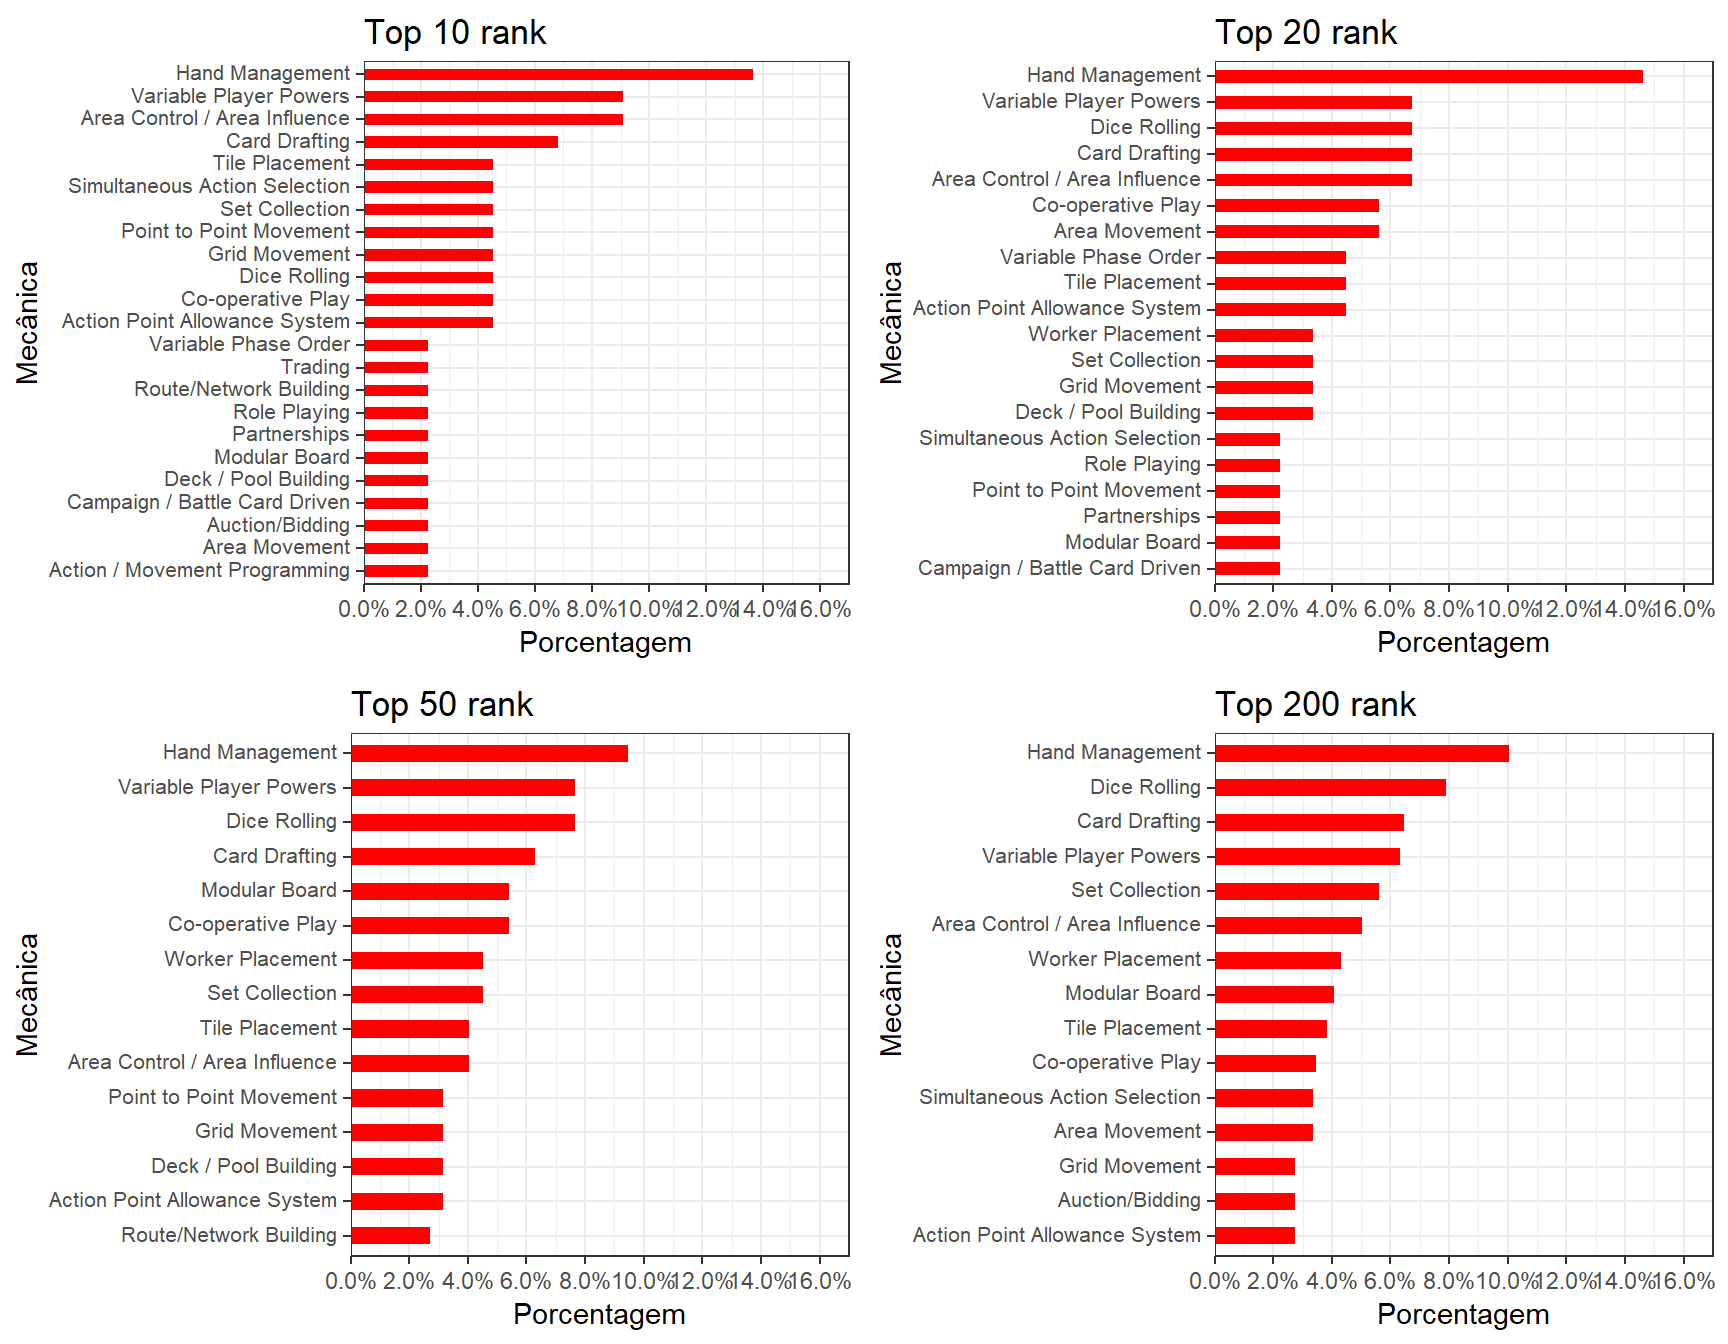 Top 10 rank
Hand Management
Variable Player Powers
Area Control / Area Influence
Card Drafting
Tile Placement
Simultaneous Action Selection
Set Collection
Point to Point Movement
Grid Movement
Dice Rolling
Co-operative Play
Action Point Allowance System
Variable Phase Order
Trading
Route/Network Building
Role Playing
Partnerships
Modular Board
Deck / Pool Building
Campaign / Battle Card Driven
Auction/Bidding
Area Movement
Action / Movement Programming
Mecânica
0.0% 2.0% 4.0% 6.0% 8.0% 10.0% 12.0% 14.0% 16.0%
Porcentagem
Top 20 rank
Hand Management
Variable Player Powers
Dice Rolling
Card Drafting
Area Control / Area Influence
Co-operative Play
Area Movement
Variable Phase Order
Tile Placement
Action Point Allowance System
Worker Placement
Set Collection
Grid Movement
Deck / Pool Building
Simultaneous Action Selection
Role Playing
Point to Point Movement
Partnerships
Modular Board
Campaign / Battle Card Driven
Mecânica
0.0% 2.0% 4.0% 6.0% 8.0% 10.0% 12.0% 14.0% 16.0%
Porcentagem
Top 50 rank
Hand Management
Variable Player Powers
Dice Rolling
Card Drafting
Modular Board
Co-operative Play
Worker Placement
Set Collection
Tile Placement
Area Control / Area Influence
Point to Point Movement
Grid Movement
Deck / Pool Building
Action Point Allowance System
Route/Network Building
Mecânica
0.0% 2.0% 4.0% 6.0% 8.0% 10.0% 12.0% 14.0% 16.0%
Porcentagem
Top 200 rank
Hand Management
Dice Rolling
Card Drafting
Variable Player Powers
Set Collection
Area Control / Area Influence
Worker Placement
Modular Board
Tile Placement
Co-operative Play
Simultaneous Action Selection
Area Movement
Grid Movement
Auction/Bidding
Action Point Allowance System
Mecânica
0.0% 2.0% 4.0% 6.0% 8.0% 10.0% 12.0% 14.0% 16.0%
Porcentagem